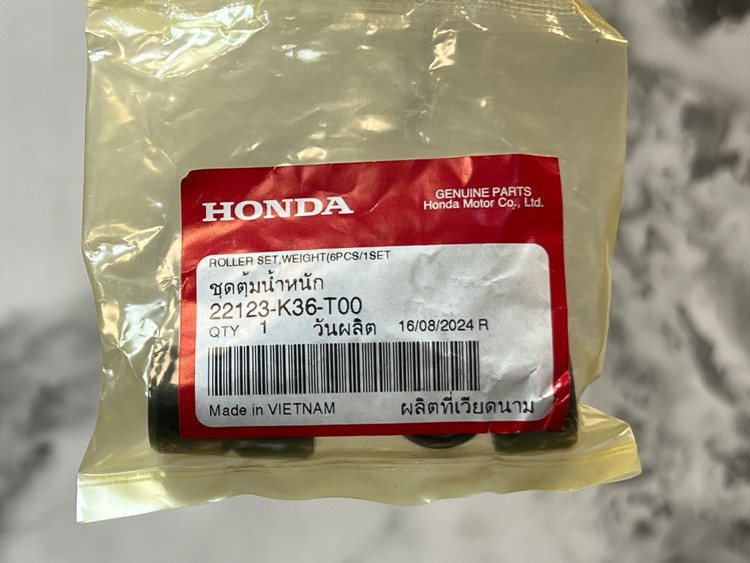 HONDA
GENUINE PARTS
Honda Motor Co., Ltd.
ROLLER SET,WEIGHT(6PCS/1SET
ชุดตุ้มน้ำหนัก
22123-K36-T00
QTY 1 วันผลิต 16/08/2024 R
Made in VIETNAM ผลิตที่เวียดนาม